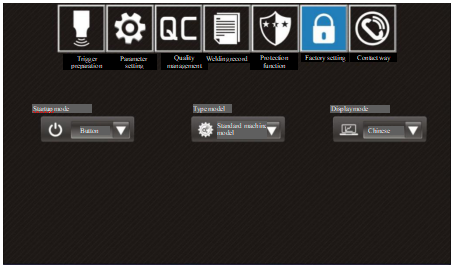 QC
Trigger
preparation
Parameter
setting
Quality
management
Welding record
Protection
function
Factory setting
Contact way
Startup mode
Type model
Display mode
Button
Standard machine
model
Chinese